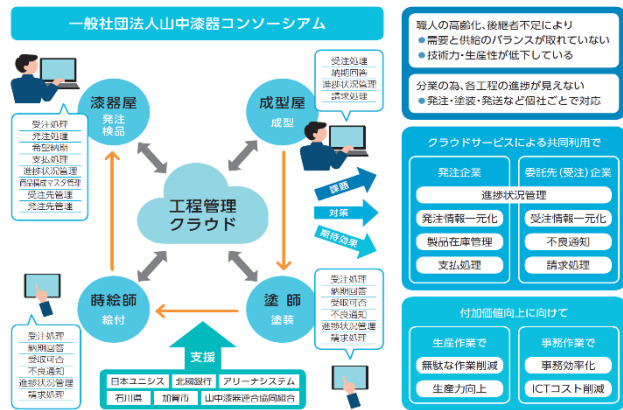 一般社団法人山中漆器コンソーシアム
漆器屋
発注
検品
受注処理
発注処理
希望納期
支払処理
進捗状況管理
商品構成マスタ管理
受注先管理
発注先管理
成型屋
成型
受注処理
納期回答
進捗状況管理
請求処理
工程管理
クラウド
蒔絵師
絵付
受注処理
納期回答
受取可否
不良通知
進捗状況管理
請求処理
塗師
塗装
受注処理
納期回答
受取可否
不良通知
進捗状況管理
請求処理
支援
日本ユニシス
北國銀行
アリーナシステム
石川県
加賀市
山中漆器連合協同組合
課題
対策
期待効果
職人の高齢化、後継者不足により
●需要と供給のバランスが取れていない
●技術力・生産性が低下している
分業の為、各工程の進捗が見えない
●発注・塗装・発送など個社ごとで対応
クラウドサービスによる共同利用で
発注企業
委託先(受注)企業
進捗状況管理
発注情報一元化
受注情報一元化
製品在庫管理
不良通知
支払処理
請求処理
付加価値向上に向けて
生産作業で
事務作業で
無駄な作業削減
事務効率化
生産力向上
ICTコスト削減